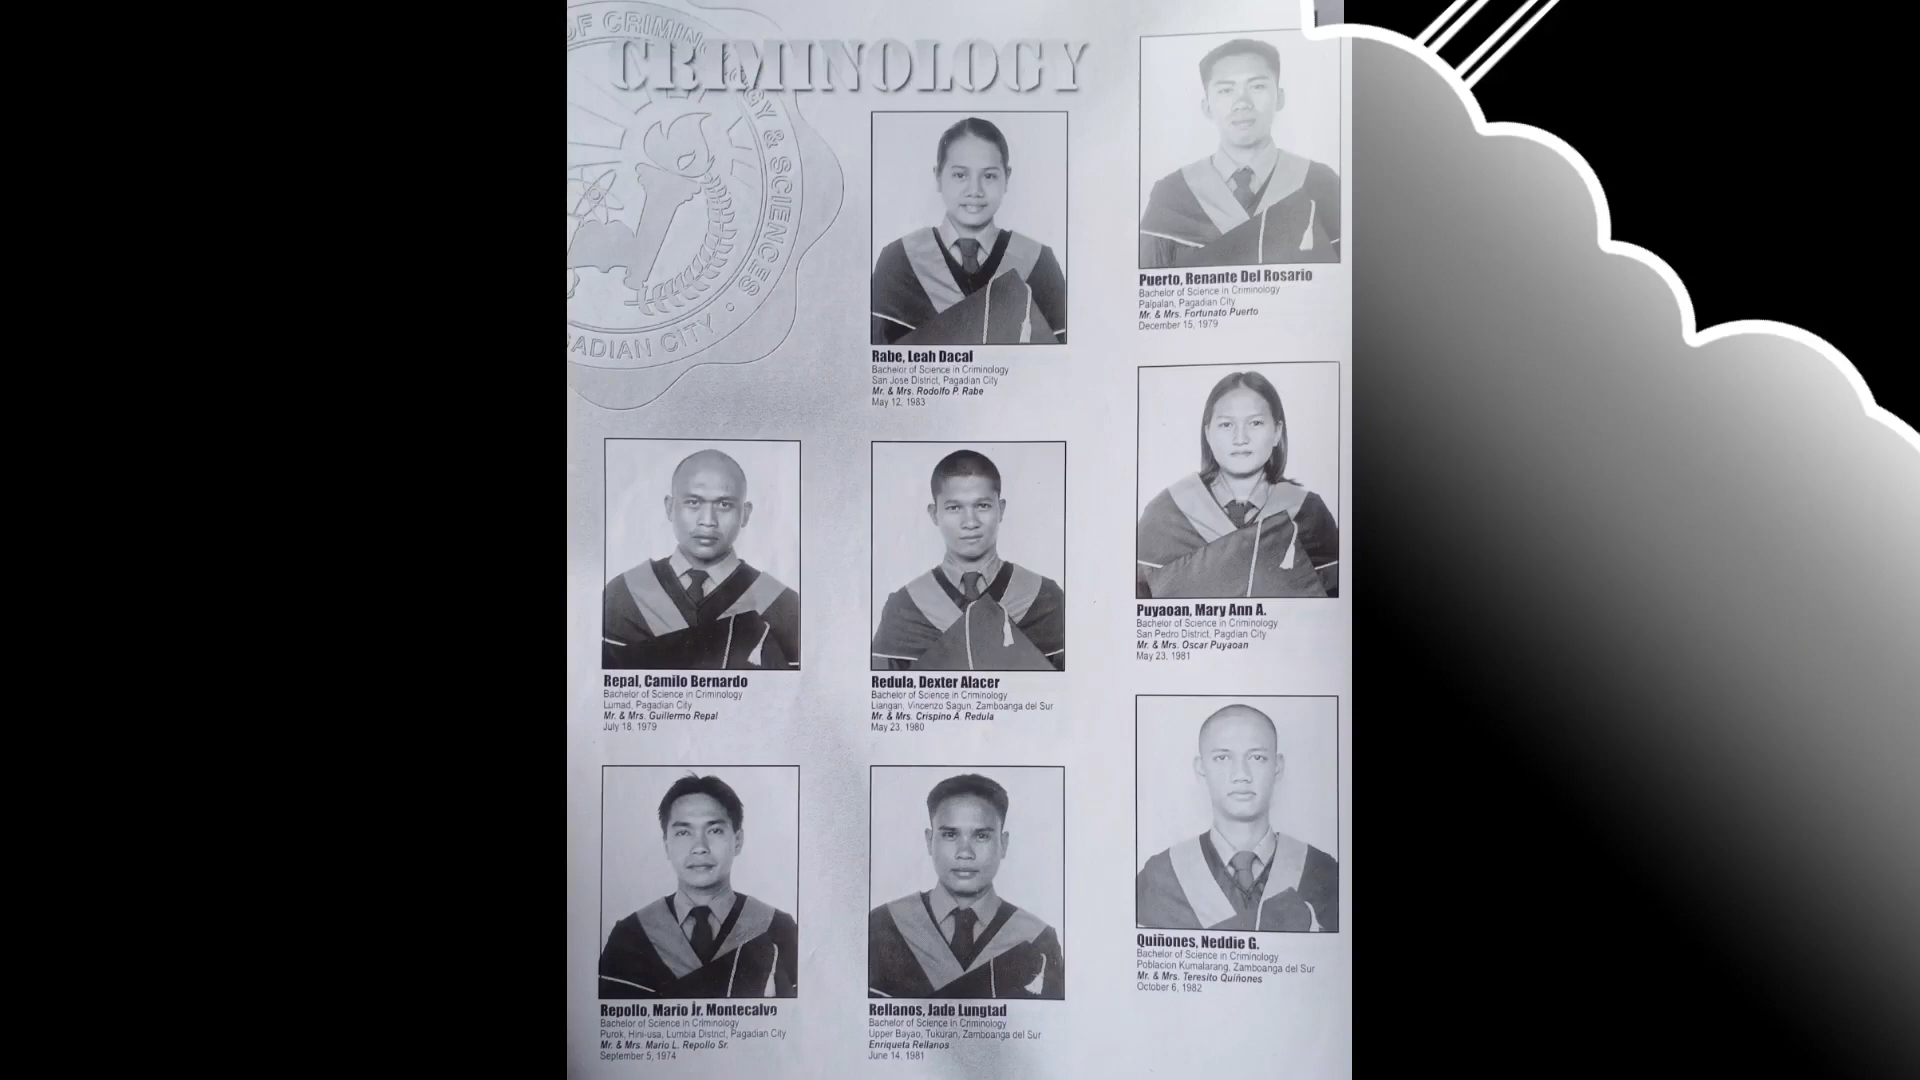 OF CRIMINOLOGY & SCIENCES •
PAGADIAN CITY
CRIMINOLOGY
Rabe, Leah Dacal
Bachelor of Science in Criminology
San Jose District, Pagadian City
Mr. & Mrs. Rodolfo P. Rabe
May 12, 1983
Puerto, Renante Del Rosario
Bachelor of Science in Criminology
Palpalan, Pagadian City
Mr. & Mrs. Fortunato Puerto
December 15, 1979
Repal, Camilo Bernardo
Bachelor of Science in Criminology
Lumad, Pagadian City
Mr. & Mrs. Guillermo Repal
July 18, 1979
Redula, Dexter Alacer
Bachelor of Science in Criminology
Liangan, Vincenzo Sagun, Zamboanga del Sur
Mr. & Mrs. Crispino A. Redula
May 23, 1980
Puyaoan, Mary Ann A.
Bachelor of Science in Criminology
San Pedro District, Pagdian City
Mr. & Mrs. Oscar Puyaoan
May 23, 1981
Repollo, Mario Jr. Montecalvo
Bachelor of Science in Criminology
Purok, Hini-usa, Lumbia District, Pagadian City
Mr. & Mrs. Mario L. Repollo Sr.
September 5, 1974
Rellanos, Jade Lungtad
Bachelor of Science in Criminology
Upper Bayao, Tukuran, Zamboanga del Sur
Enriqueta Rellanos
June 14, 1981
Quiñones, Neddie G.
Bachelor of Science in Criminology
Poblacion Kumalarang, Zamboanga del Sur
Mr. & Mrs. Teresito Quiñones
October 6, 1982